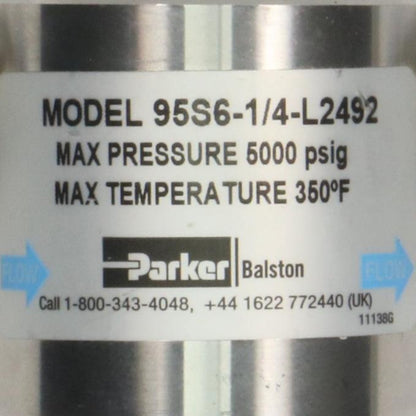 MODEL 95S6-1/4-L2492
MAX PRESSURE 5000 psig
MAX TEMPERATURE 350ºF
FLOW
Parker Balston
FLOW
Call 1-800-343-4048, +44 1622 772440 (UK)
11138G